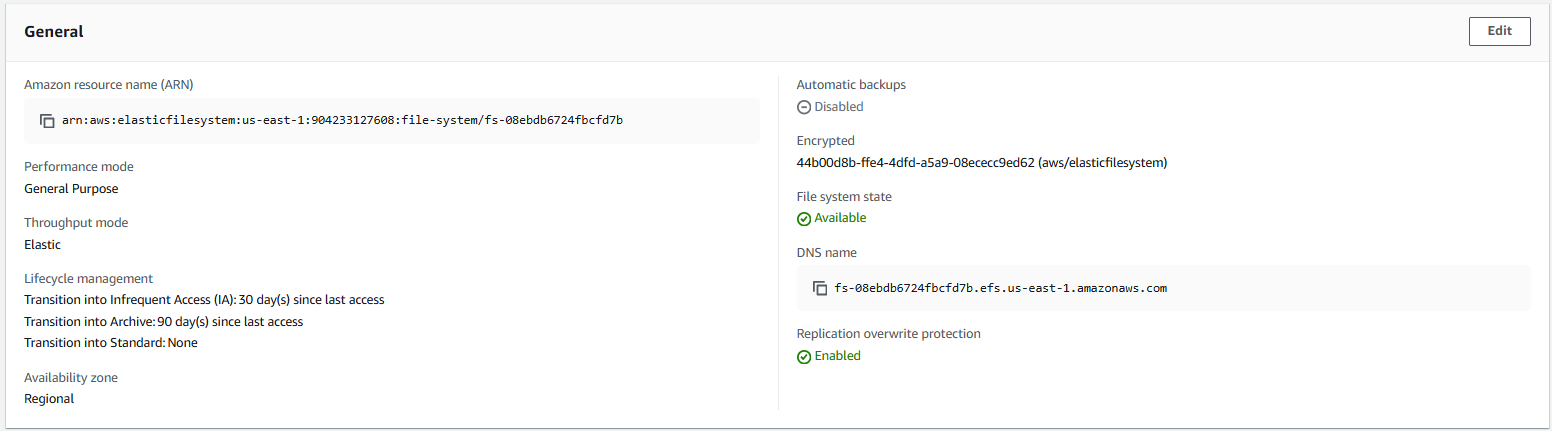 General
Edit
Amazon resource name (ARN)
arn:aws:elasticfilesystem:us-east-1:904233127608:file-system/fs-08ebdb6724fbcfd7b
Performance mode
General Purpose
Throughput mode
Elastic
Lifecycle management
Transition into Infrequent Access (IA): 30 day(s) since last access
Transition into Archive: 90 day(s) since last access
Transition into Standard: None
Availability zone
Regional
Automatic backups
Disabled
Encrypted
44b00d8b-ffe4-4dfd-a5a9-08ececc9ed62 (aws/elasticfilesystem)
File system state
Available
DNS name
fs-08ebdb6724fbcfd7b.efs.us-east-1.amazonaws.com
Replication overwrite protection
Enabled